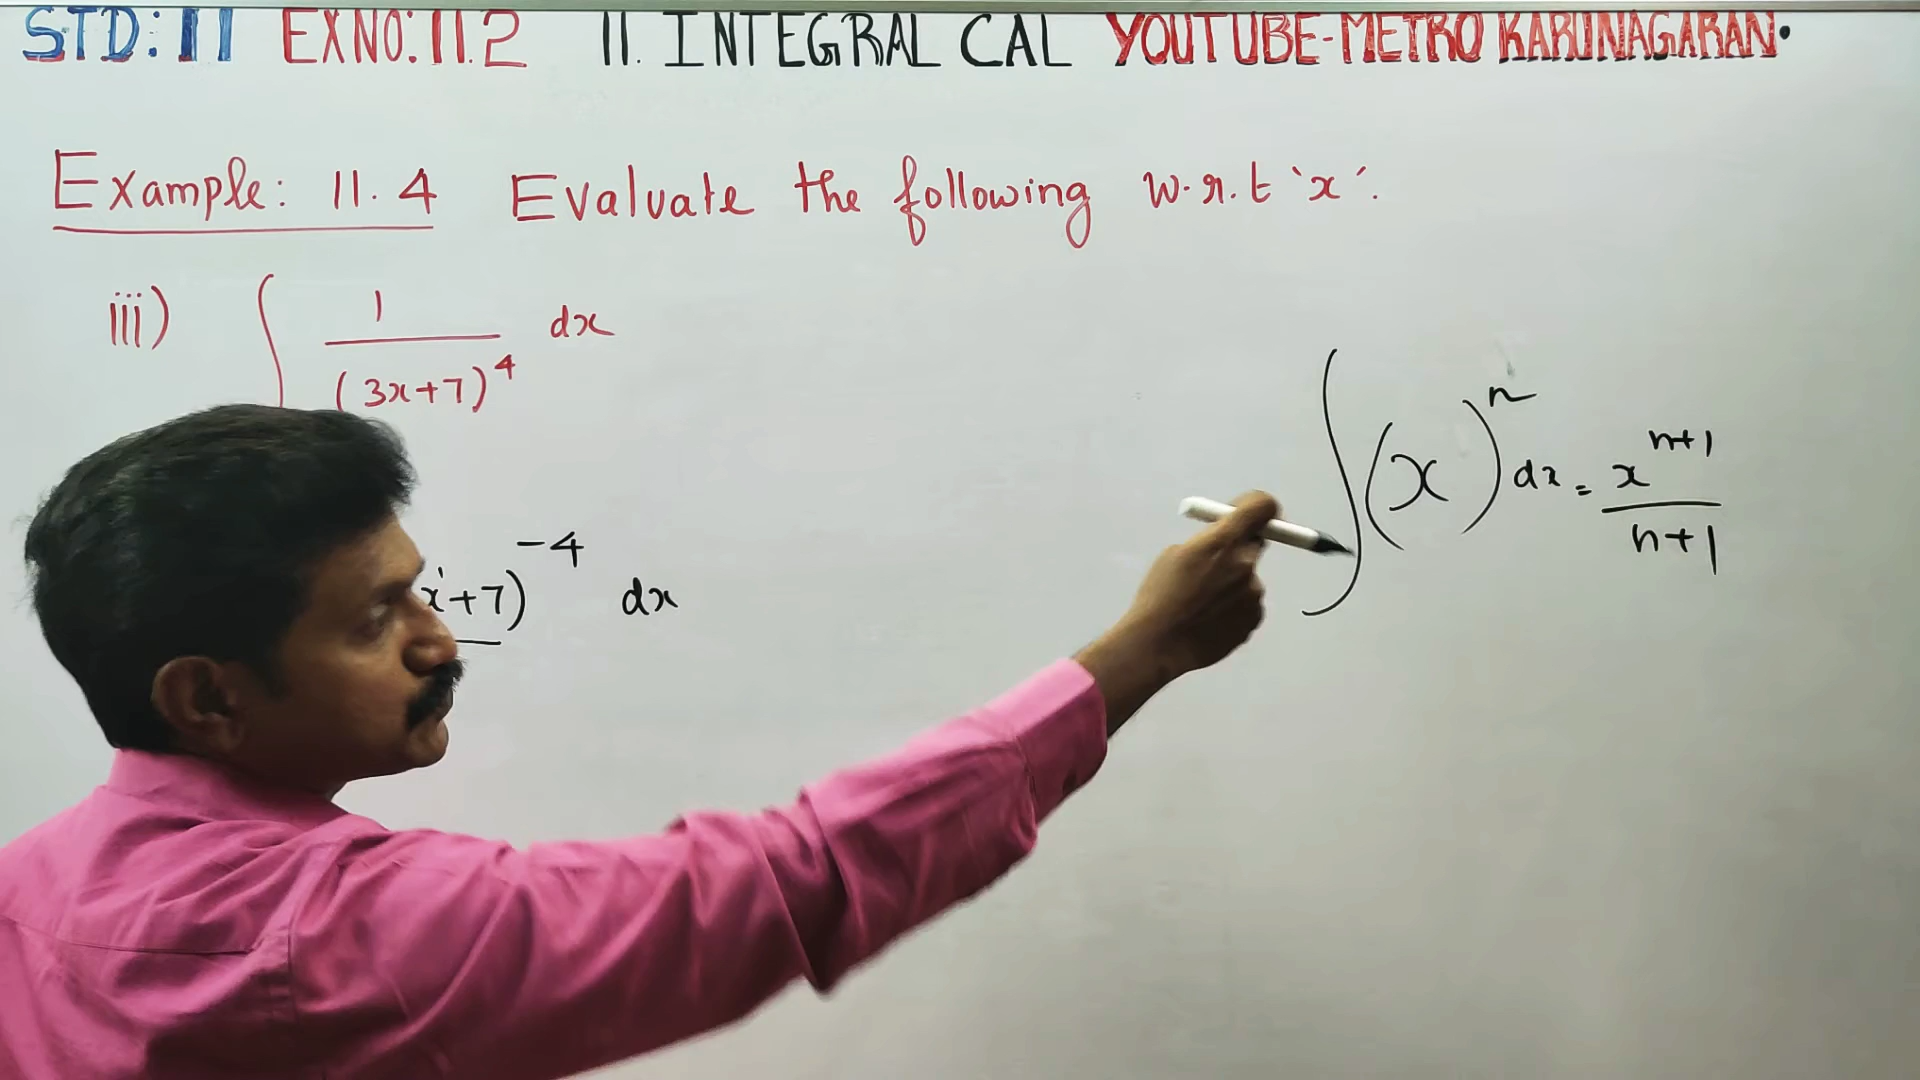 STD: 11 EXNO: 11.2 11. INTEGRAL CAL YOUTUBE-METRO KARUNAGARAN.
Example: 11.4 Evaluate the following w.r.t 'x'.
iii) ∫ 1/(3x+7)^4 dx
∫(x)^n dx = x^(n+1)/(n+1)
x^1+7)^-4 dx